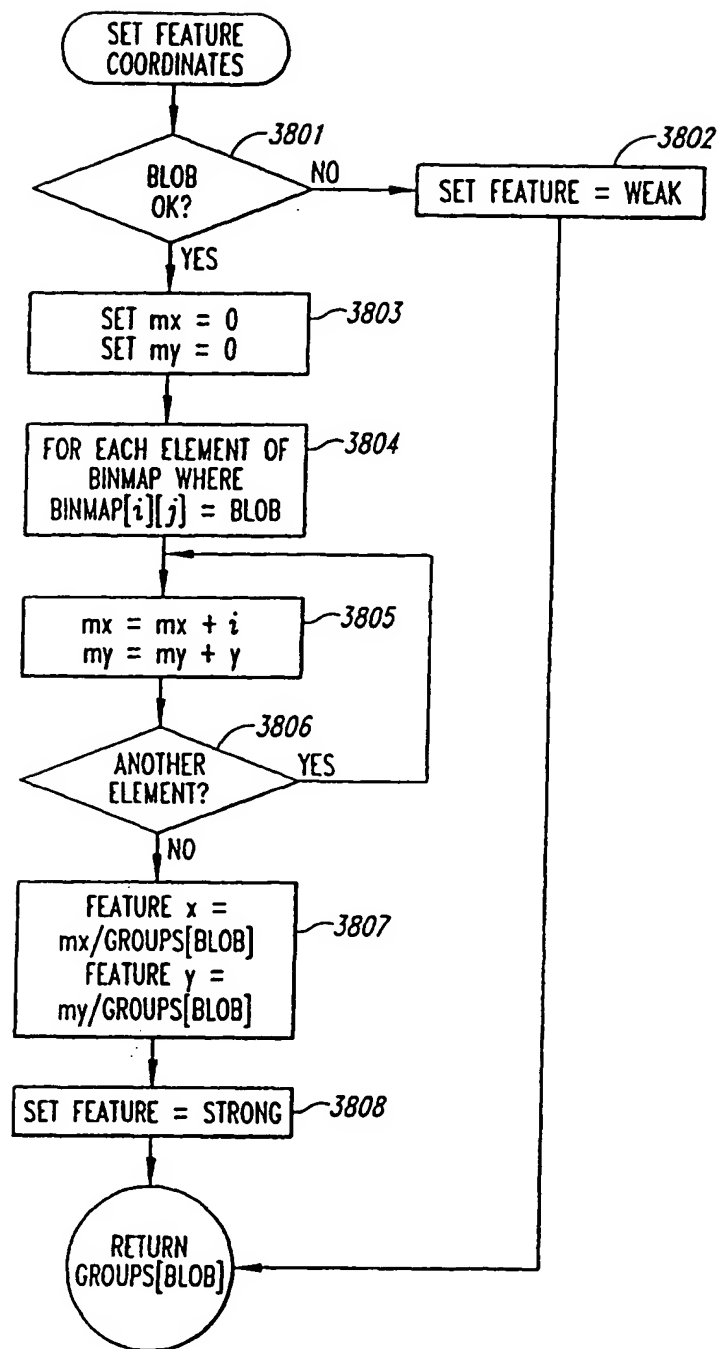 SET FEATURE
COORDINATES
3801
BLOB
OK?
NO
3802
SET FEATURE = WEAK
YES
SET mx = 0
SET my = 0
3803
FOR EACH ELEMENT OF
BINMAP WHERE
BINMAP[i][j] = BLOB
3804
mx = mx + i
my = my + y
3805
3806
ANOTHER
ELEMENT?
YES
NO
FEATURE x =
mx/GROUPS[BLOB]
FEATURE y =
my/GROUPS[BLOB]
3807
SET FEATURE = STRONG
3808
RETURN
GROUPS[BLOB]